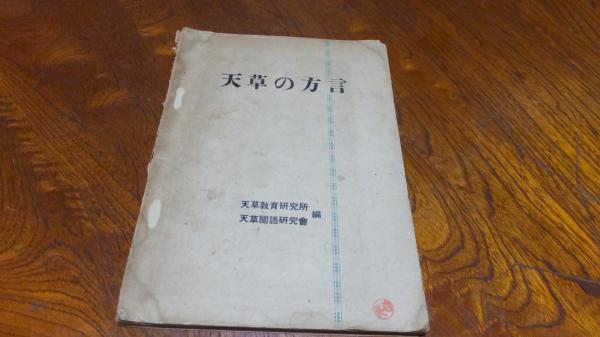 天草の方言
天草教育研究所
天草國語研究會
編